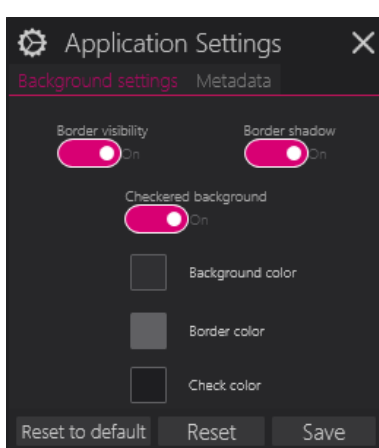 Application Settings
Background settings Metadata
Border visibility Border shadow
On On
Checkered background
On
Background color
Border color
Check color
Reset to default Reset Save